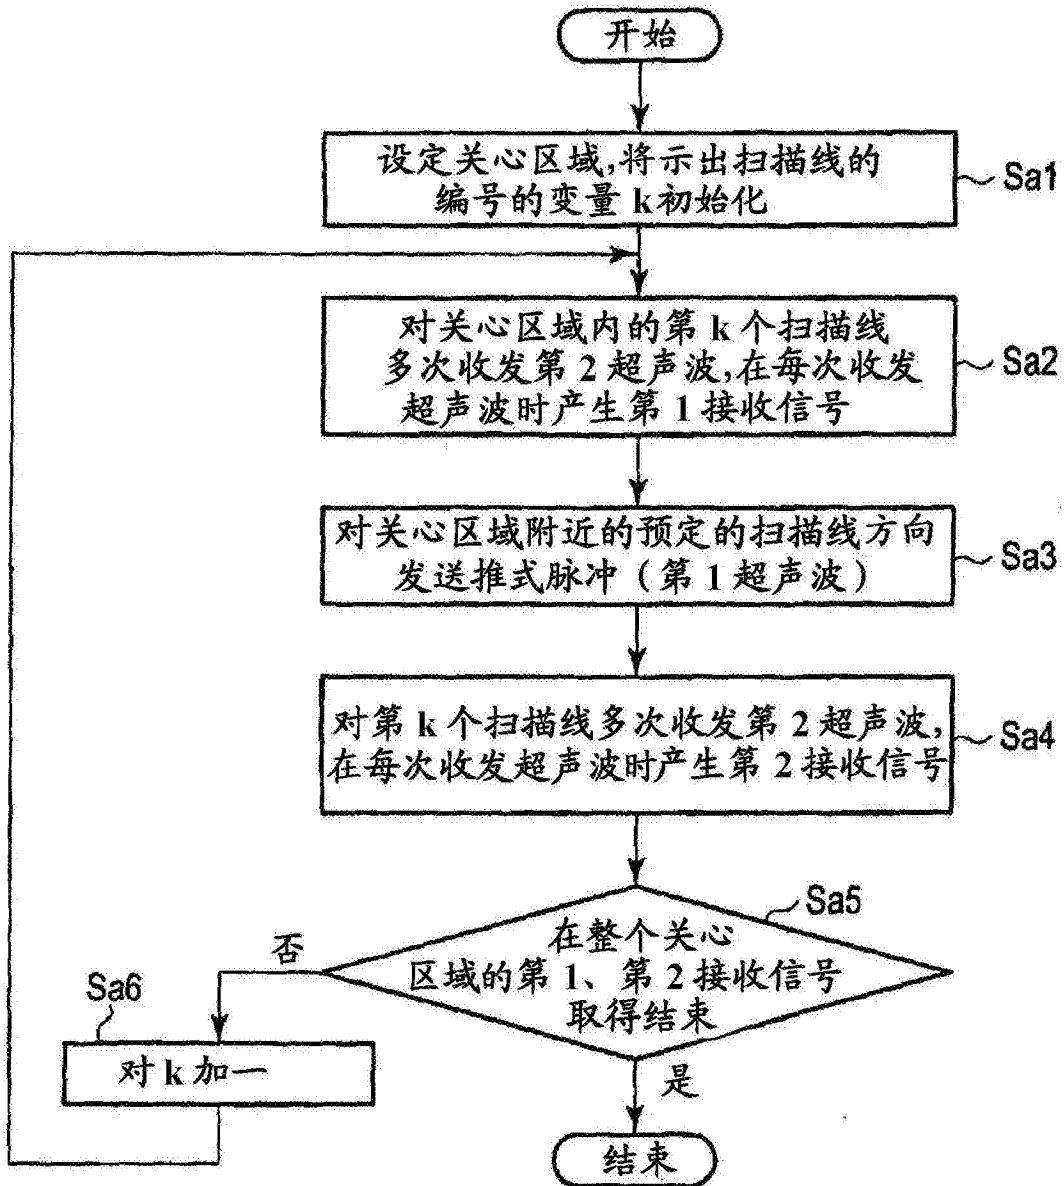 开始
设定关心区域,将示出扫描线的
编号的变量 k 初始化
Sa1
对关心区域内的第 k 个扫描线
多次收发第 2 超声波,在每次收发
超声波时产生第 1 接收信号
Sa2
对关心区域附近的预定的扫描线方向
发送推式脉冲（第 1 超声波）
Sa3
对第 k 个扫描线多次收发第 2 超声波,
在每次收发超声波时产生第 2 接收信号
Sa4
Sa5
在整个关心
区域的第 1、第 2 接收信号
取得结束
否
Sa6
对 k 加一
是
结束